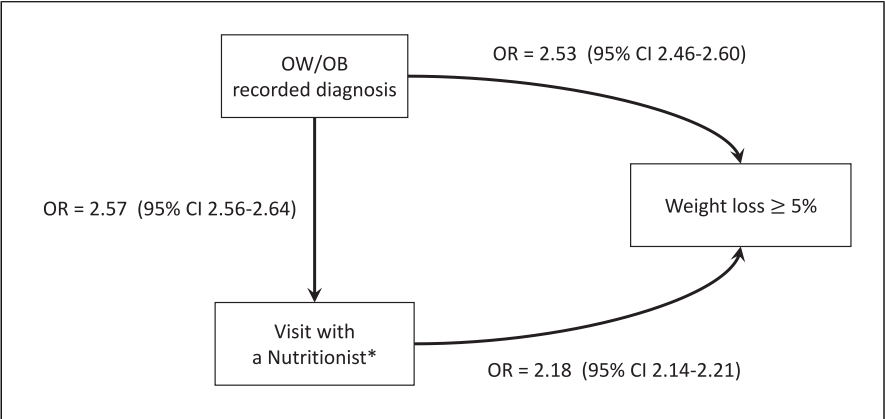 OW/OB
recorded diagnosis
OR = 2.53 (95% CI 2.46-2.60)
Weight loss ≥ 5%
OR = 2.57 (95% CI 2.56-2.64)
Visit with
a Nutritionist*
OR = 2.18 (95% CI 2.14-2.21)